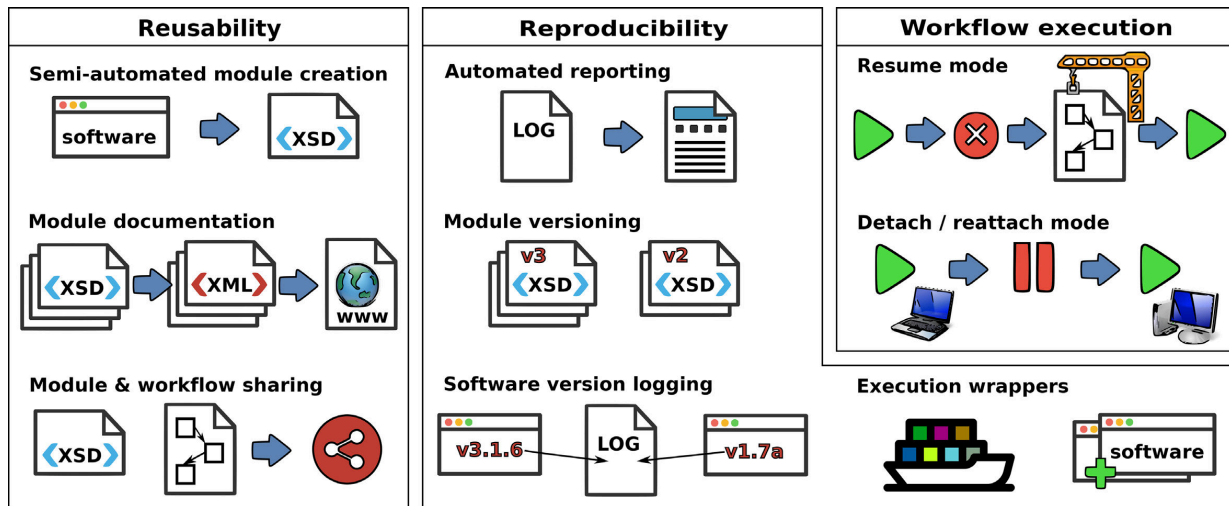 Reusability
Semi-automated module creation
software
XSD
Module documentation
XSD
XML
www
Module & workflow sharing
XSD
Reproducibility
Automated reporting
LOG
Module versioning
v3
XSD
v2
XSD
Software version logging
v3.1.6
LOG
v1.7a
Workflow execution
Resume mode
Detach / reattach mode
Execution wrappers
software